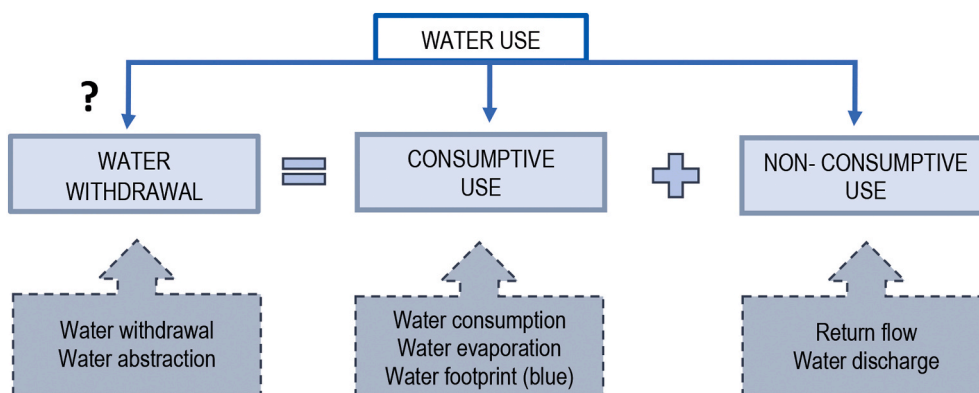 WATER USE
?
WATER
WITHDRAWAL
=
CONSUMPTIVE
USE
+
NON- CONSUMPTIVE
USE
Water withdrawal
Water abstraction
Water consumption
Water evaporation
Water footprint (blue)
Return flow
Water discharge